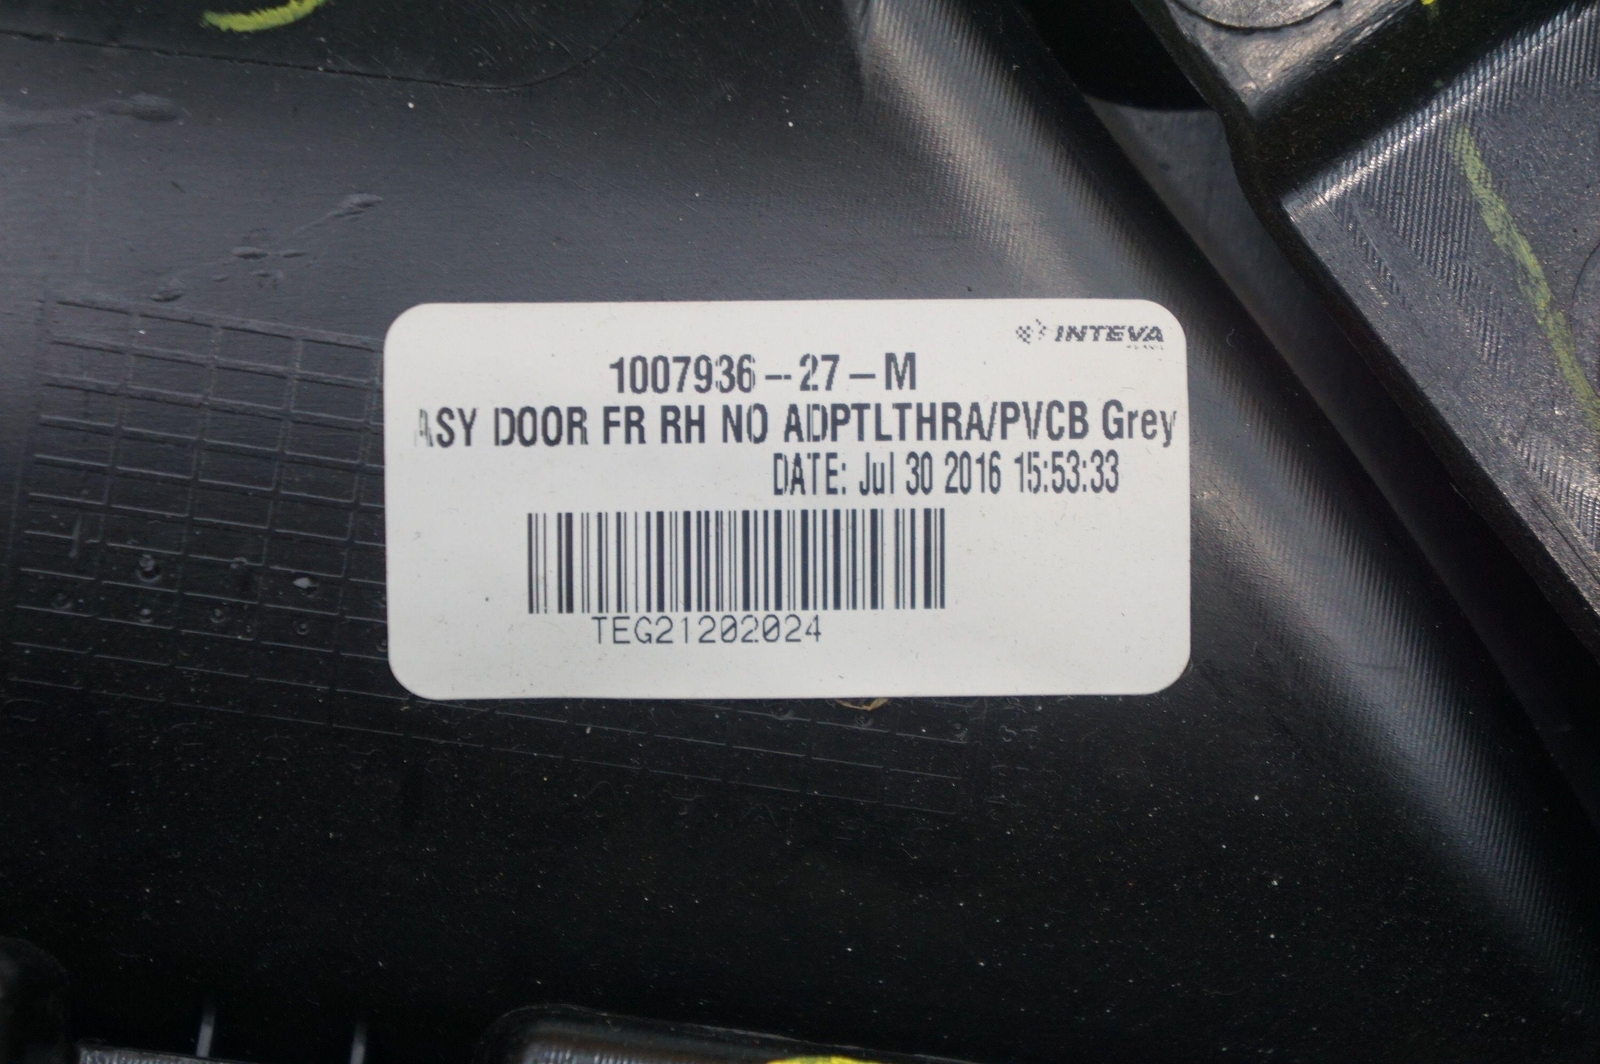 INTEVA
1007936-27-M
ASY DOOR FR RH NO ADPTLTHRA/PVCB Grey
DATE: Jul 30 2016 15:53:33
TEG21202024